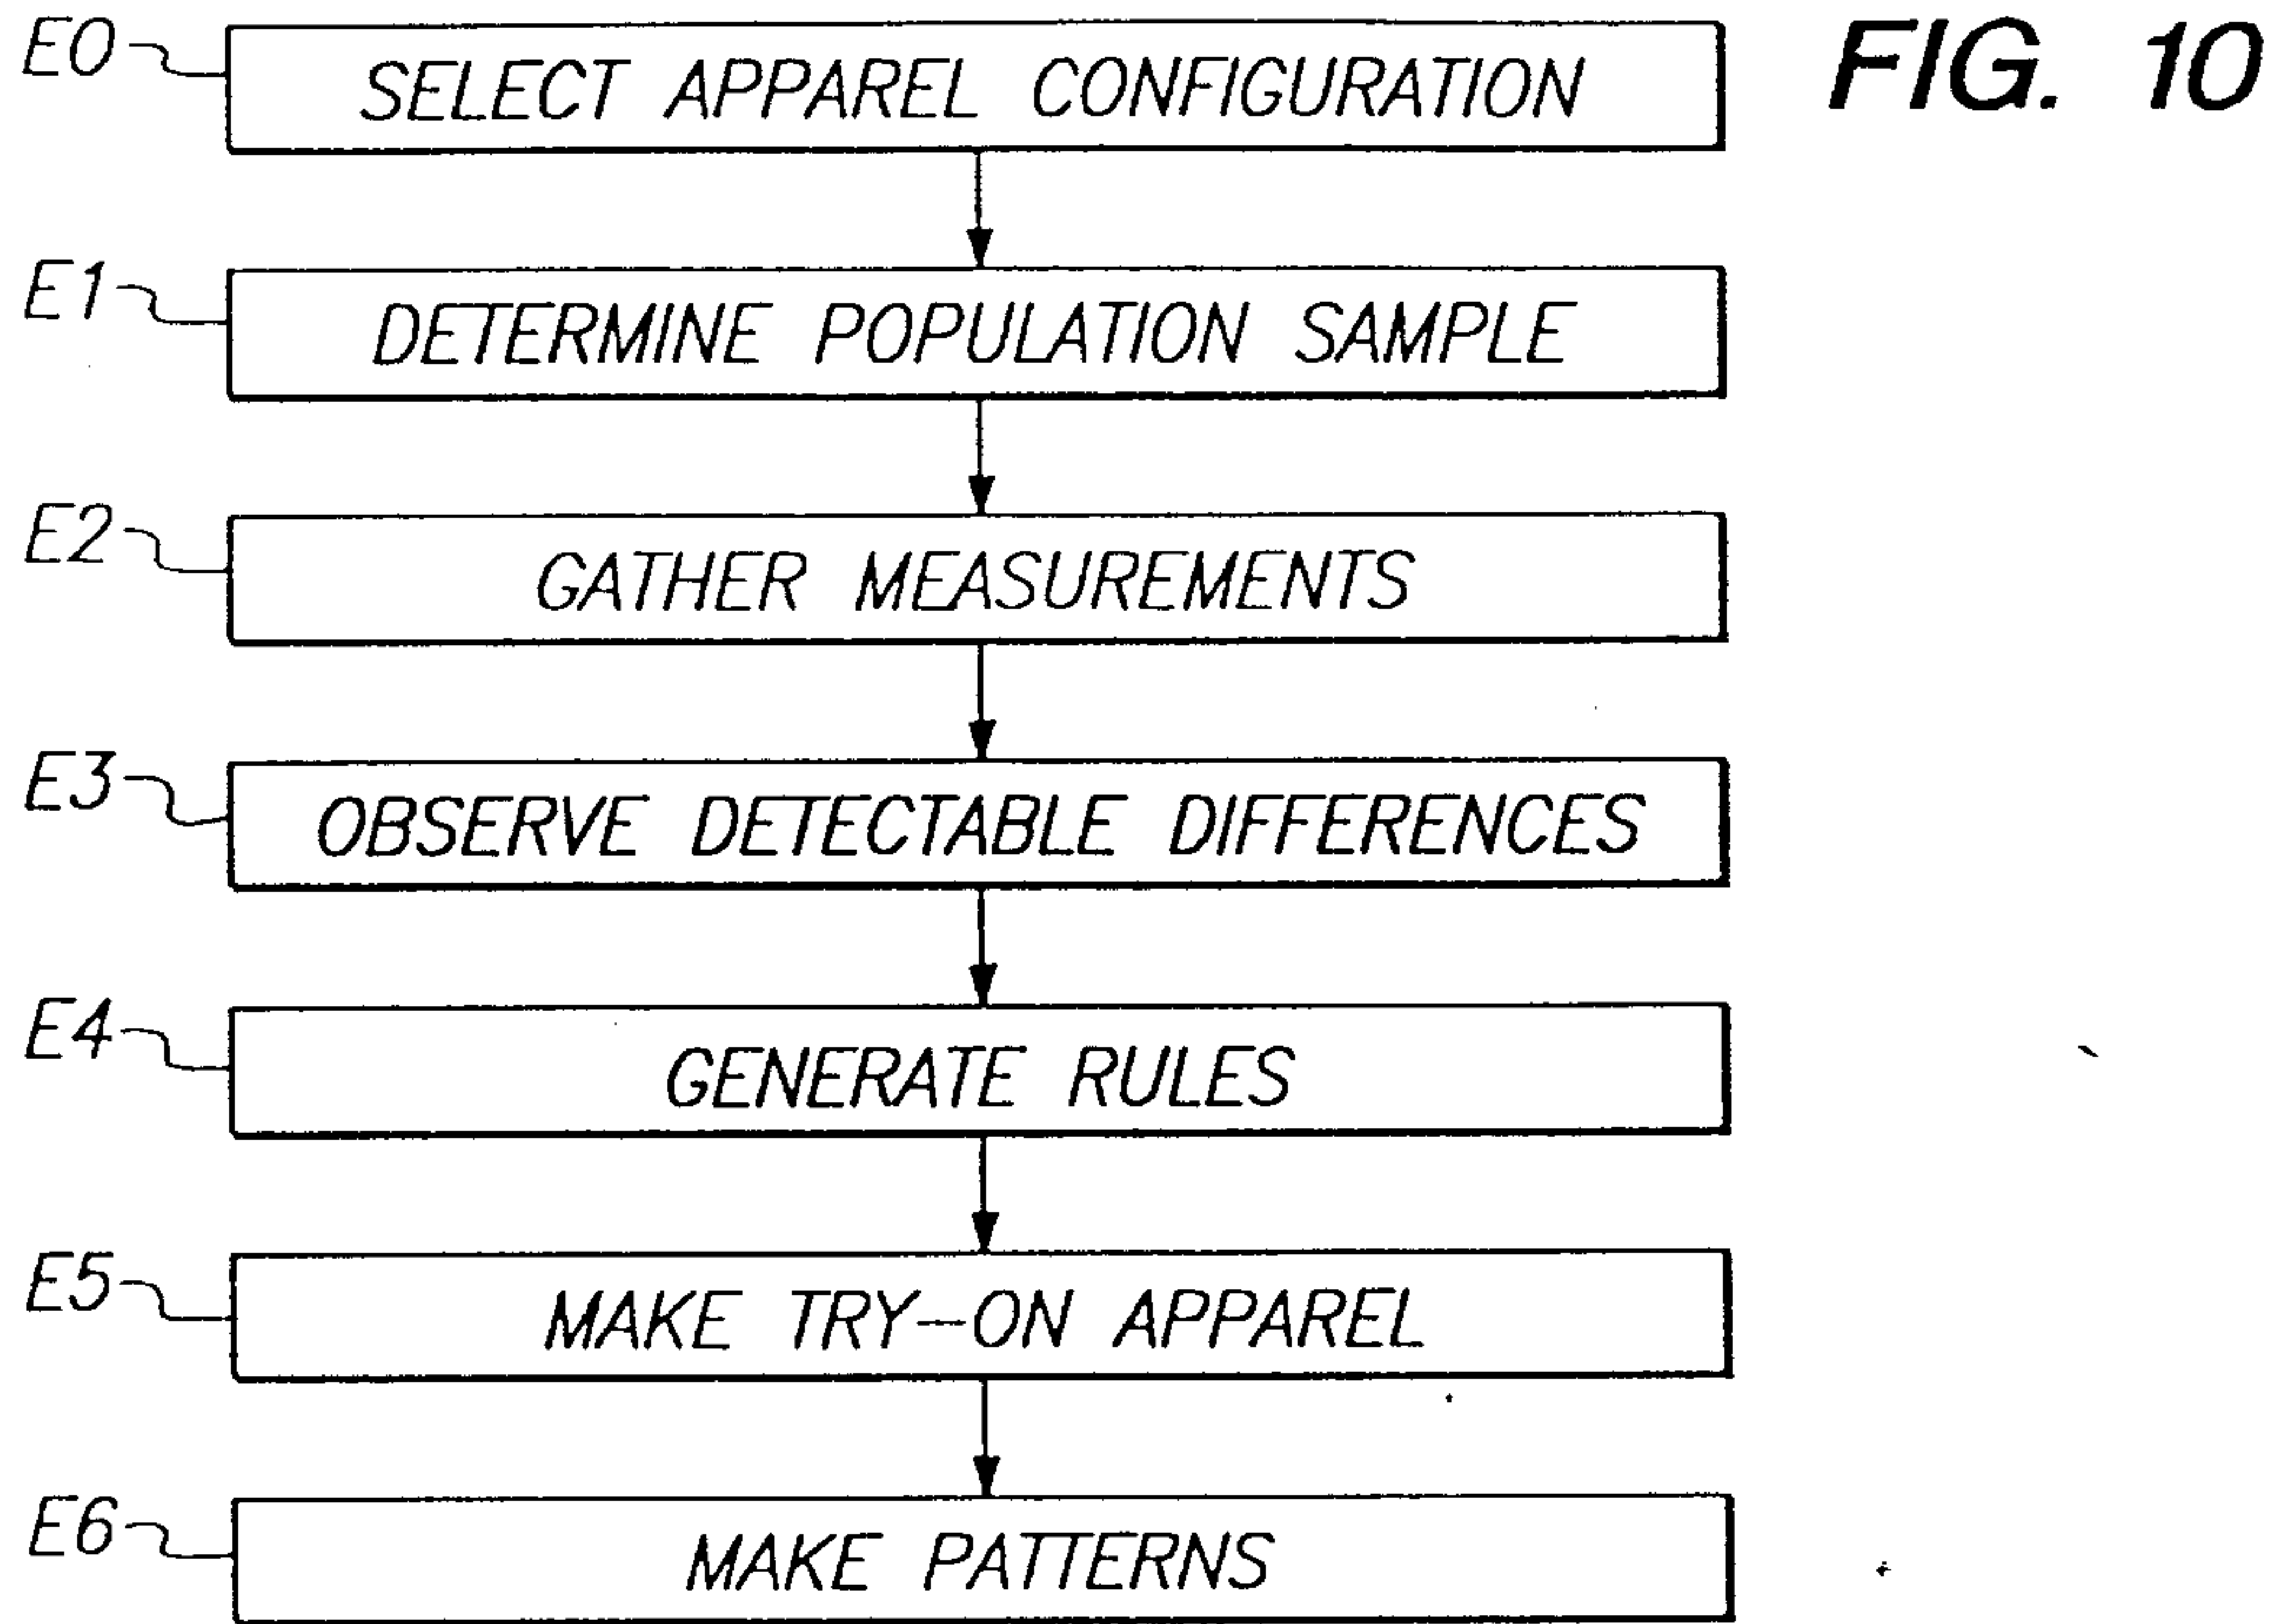 FIG. 10
E0 SELECT APPAREL CONFIGURATION
E1 DETERMINE POPULATION SAMPLE
E2 GATHER MEASUREMENTS
E3 OBSERVE DETECTABLE DIFFERENCES
E4 GENERATE RULES
E5 MAKE TRY-ON APPAREL
E6 MAKE PATTERNS